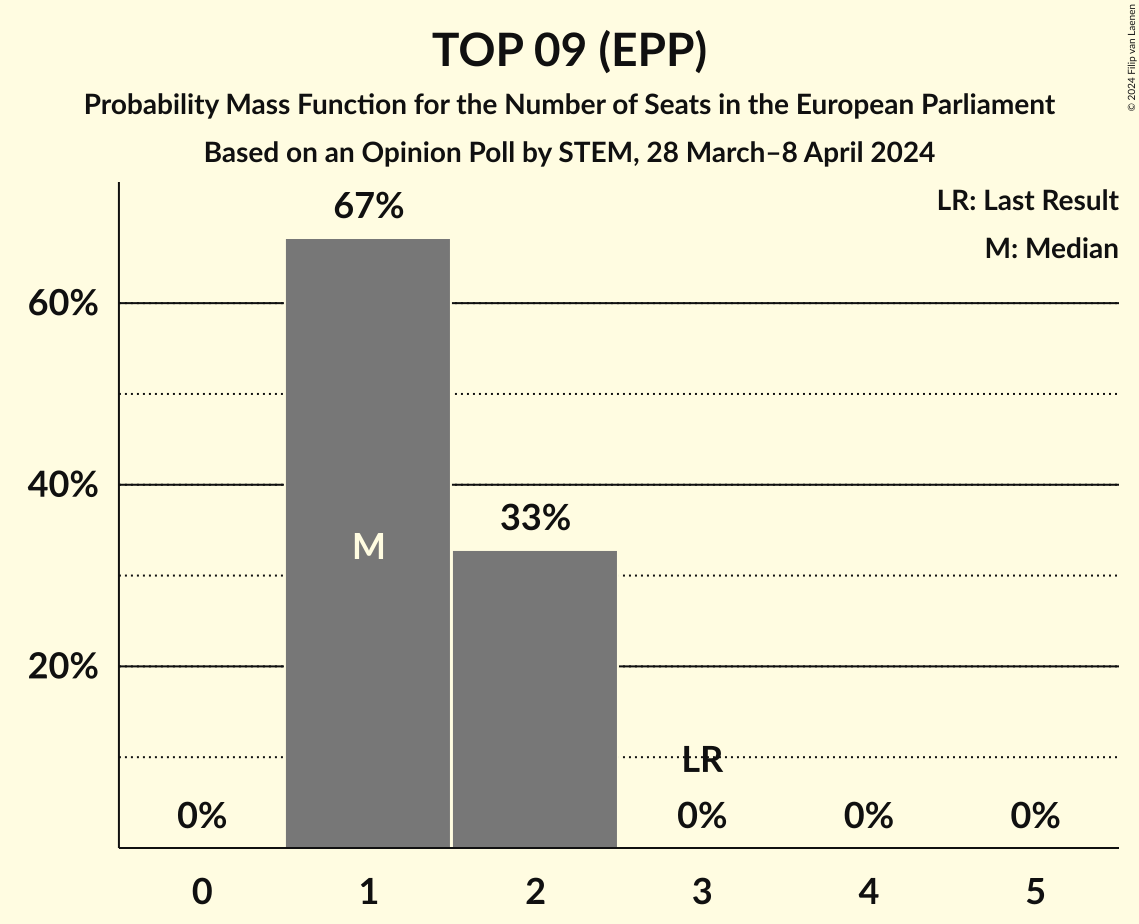 TOP 09 (EPP)
Probability Mass Function for the Number of Seats in the European Parliament
Based on an Opinion Poll by STEM, 28 March–8 April 2024
© 2024 Filip van Laenen
LR: Last Result
M: Median
67%
60%
40%
33%
M
20%
LR
0%
0%
0%
0%
0
1
2
3
4
5